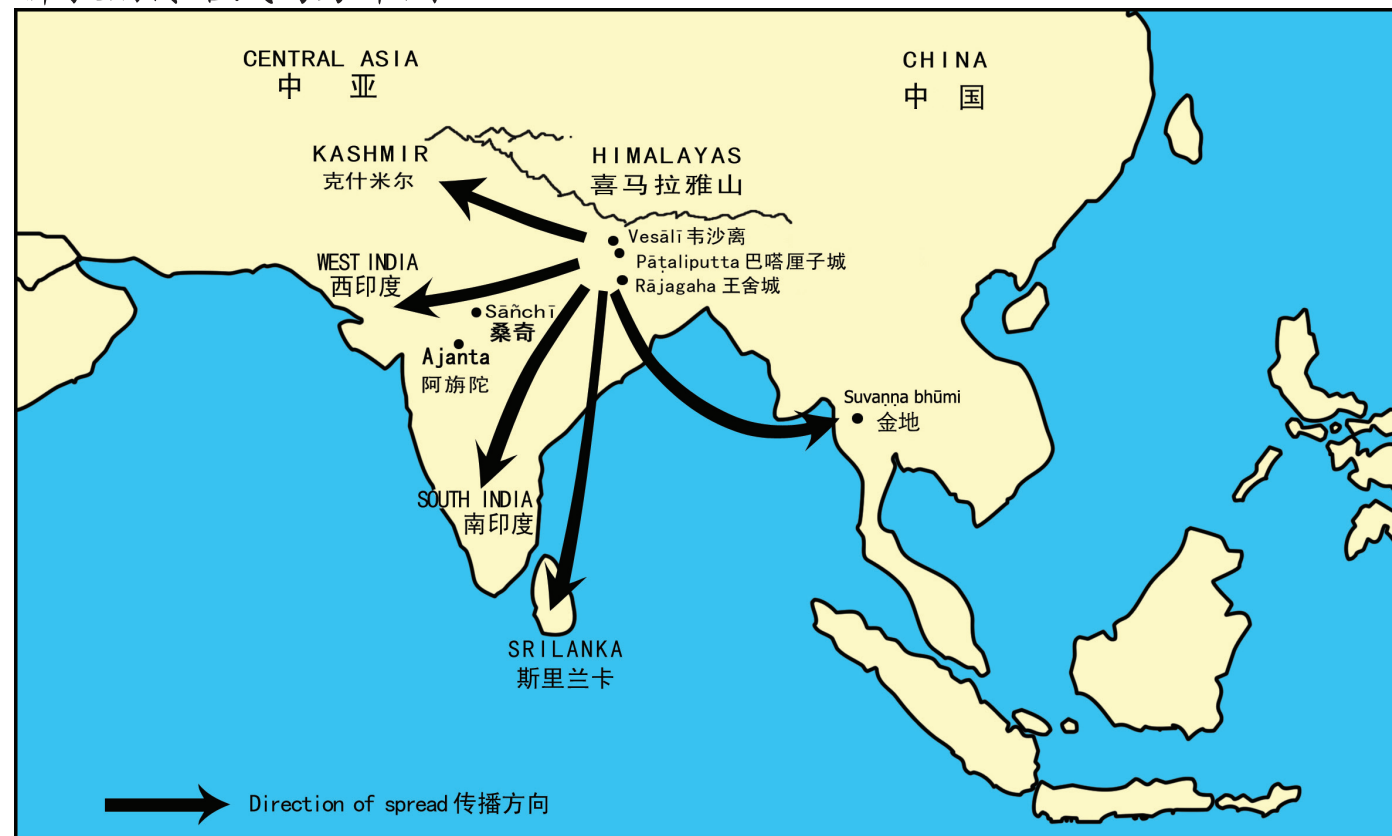 CENTRAL ASIA
中 亚
CHINA
中 国
KASHMIR
克什米尔
HIMALAYAS
喜马拉雅山
Vesālī 韦沙离
Pāṭaliputta 巴嗒厘子城
Rājagaha 王舍城
WEST INDIA
西印度
Sāñchī
桑奇
Ajanta
阿旃陀
Suvaṇṇa bhūmi
金地
SOUTH INDIA
南印度
SRILANKA
斯里兰卡
Direction of spread 传播方向